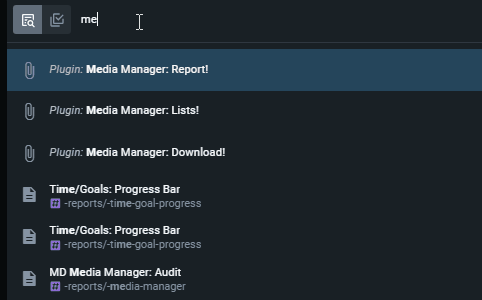 me
Plugin: Media Manager: Report!
Plugin: Media Manager: Lists!
Plugin: Media Manager: Download!
Time/Goals: Progress Bar
# -reports/-time-goal-progress
Time/Goals: Progress Bar
# -reports/-time-goal-progress
MD Media Manager: Audit
# -reports/-media-manager